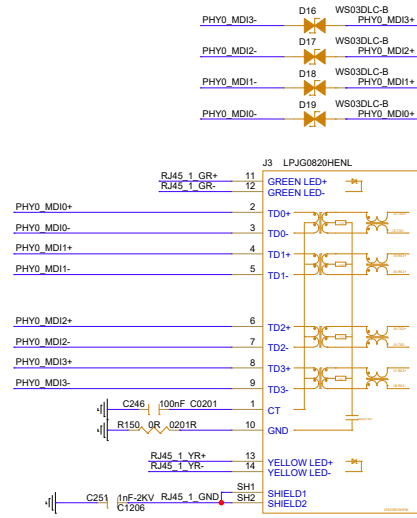 D16 WS03DLC-B
PHY0_MDI3- PHY0_MDI3+
D17 WS03DLC-B
PHY0_MDI2- PHY0_MDI2+
D18 WS03DLC-B
PHY0_MDI1- PHY0_MDI1+
D19 WS03DLC-B
PHY0_MDI0- PHY0_MDI0+
J3 LPJG0820HENL
RJ45_1_GR+ 11 GREEN LED+
RJ45_1_GR- 12 GREEN LED-
PHY0_MDI0+ 2 TD0+
PHY0_MDI0- 3 TD0-
PHY0_MDI1+ 4 TD1+
PHY0_MDI1- 5 TD1-
PHY0_MDI2+ 6 TD2+
PHY0_MDI2- 7 TD2-
PHY0_MDI3+ 8 TD3+
PHY0_MDI3- 9 TD3-
C246 100nF C0201 1 CT
R150 0R 0201R 10 GND
RJ45_1_YR+ 13 YELLOW LED+
RJ45_1_YR- 14 YELLOW LED-
C251 1nF-2KV RJ45_1_GND SH1 SHIELD1
C1206 SH2 SHIELD2